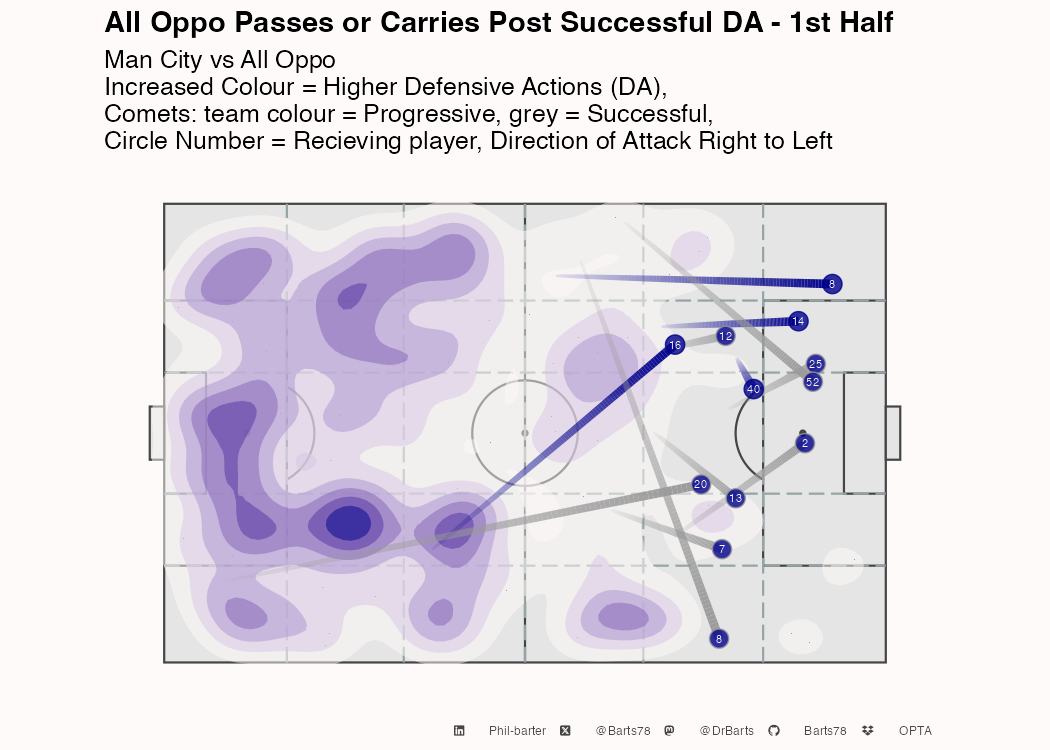 All Oppo Passes or Carries Post Successful DA - 1st Half
Man City vs All Oppo
Increased Colour = Higher Defensive Actions (DA),
Comets: team colour = Progressive, grey = Successful,
Circle Number = Recieving player, Direction of Attack Right to Left
8
14
12
16
25
52
40
2
20
13
7
8
Phil-barter @Barts78 @DrBarts Barts78 OPTA